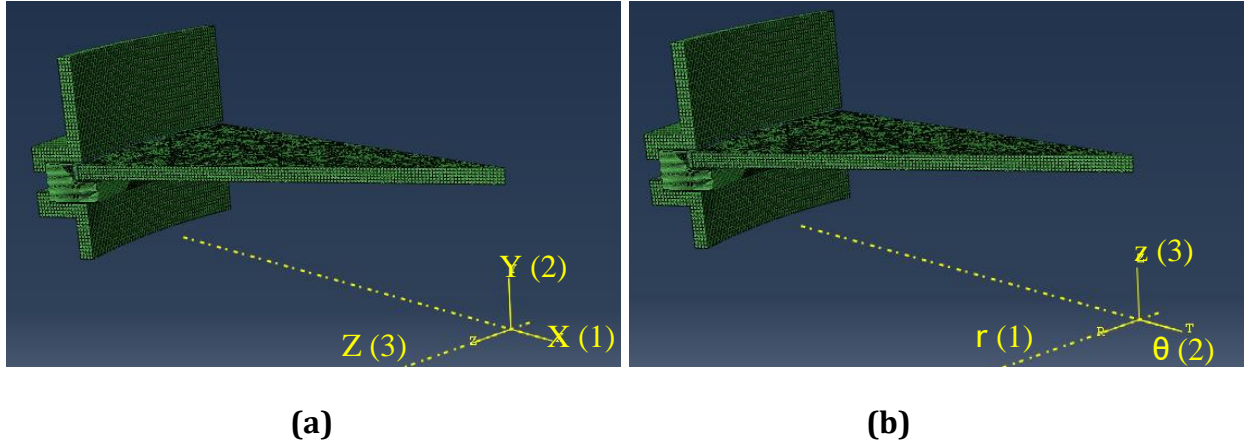 Y (2)
Z (3)
z
X (1)
(a)
z (3)
r (1)
R
T
θ (2)
(b)